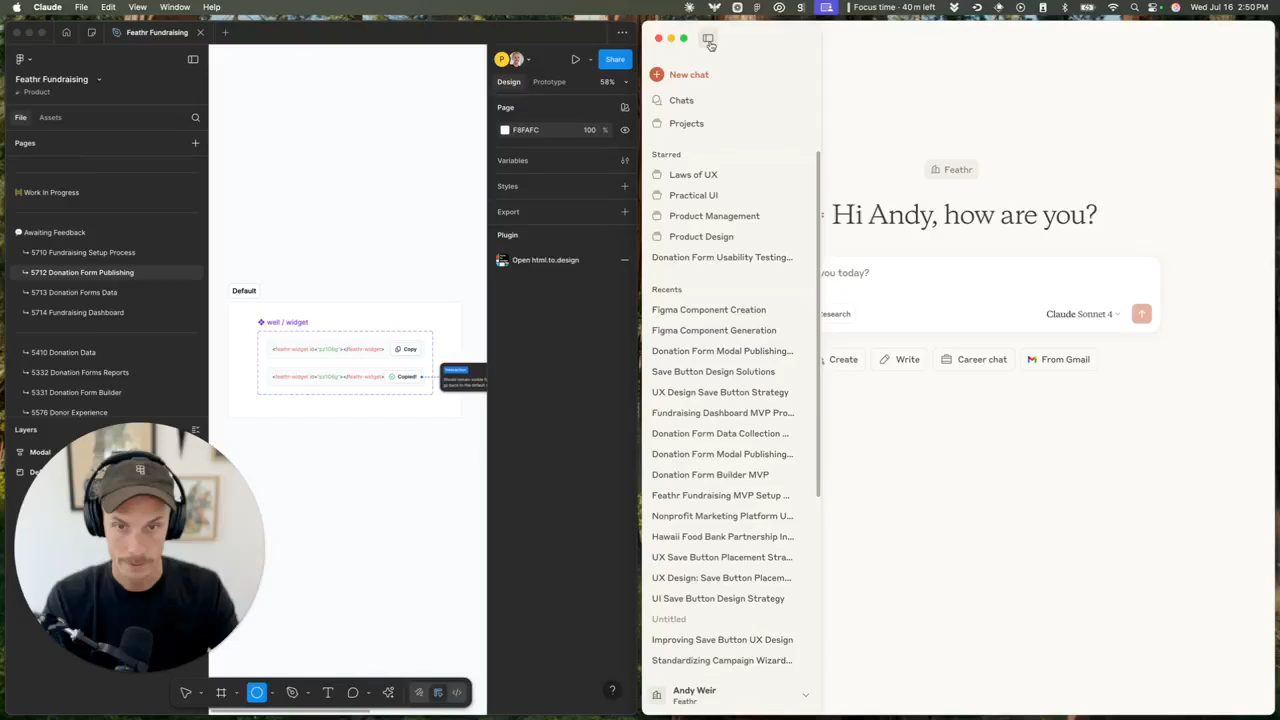 Claude File Edit View Window Help
Focus time - 40 m left
Wed Jul 16 2:50 PM
Feathr Fundraising
Feathr Fundraising
Product
File Assets
Pages
Work In Progress
Awaiting Feedback
↳ 5710 Fundraising Setup Process
↳ 5712 Donation Form Publishing
↳ 5713 Donation Forms Data
↳ 5714 Fundraising Dashboard
↳ 5410 Donation Data
↳ 5332 Donation Forms Reports
↳ 5331 Donation Form Builder
↳ 5576 Donor Experience
Layers
Modal
De
Default
well / widget
Copy
Copied!
P
Share
Design Prototype 58%
Page
F8FAFC 100 %
Variables
Styles
Export
Plugin
Open html.to.design
?
New chat
Chats
Projects
Starred
Laws of UX
Practical UI
Product Management
Product Design
Donation Form Usability Testing...
Recents
Figma Component Creation
Figma Component Generation
Donation Form Modal Publishing...
Save Button Design Solutions
UX Design Save Button Strategy
Fundraising Dashboard MVP Pro...
Donation Form Data Collection ...
Donation Form Modal Publishing...
Donation Form Builder MVP
Feathr Fundraising MVP Setup ...
Nonprofit Marketing Platform U...
Hawaii Food Bank Partnership In...
UX Save Button Placement Stra...
UX Design: Save Button Placem...
UI Save Button Design Strategy
Untitled
Improving Save Button UX Design
Standardizing Campaign Wizard...
Andy Weir
Feathr
Feathr
Hi Andy, how are you?
you today?
search
Claude Sonnet 4
Create Write Career chat From Gmail